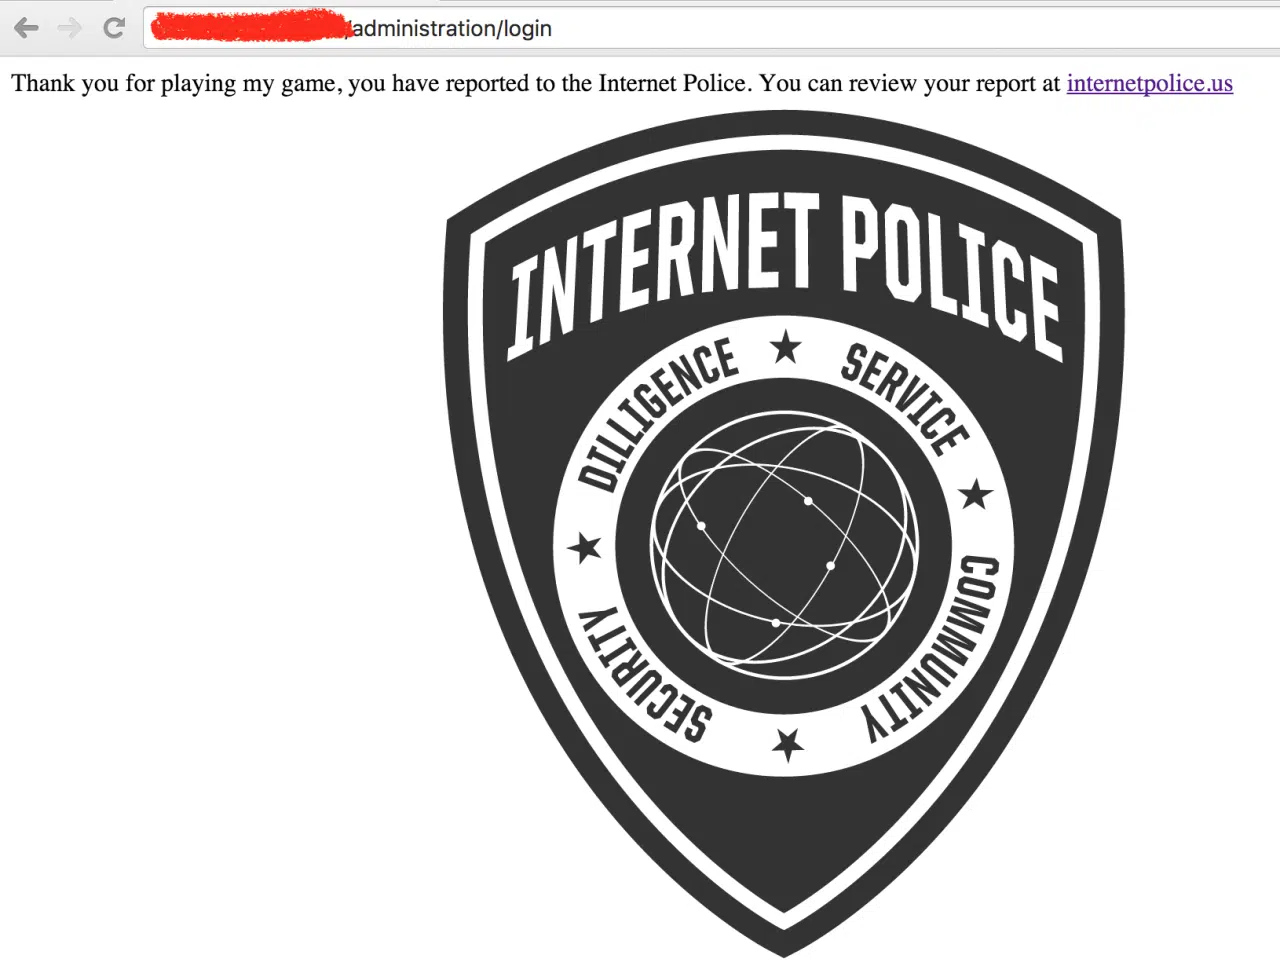 /administration/login
Thank you for playing my game, you have reported to the Internet Police. You can review your report at internetpolice.us
INTERNET POLICE
DILLIGENCE ★ SERVICE ★ COMMUNITY ★ SECURITY ★